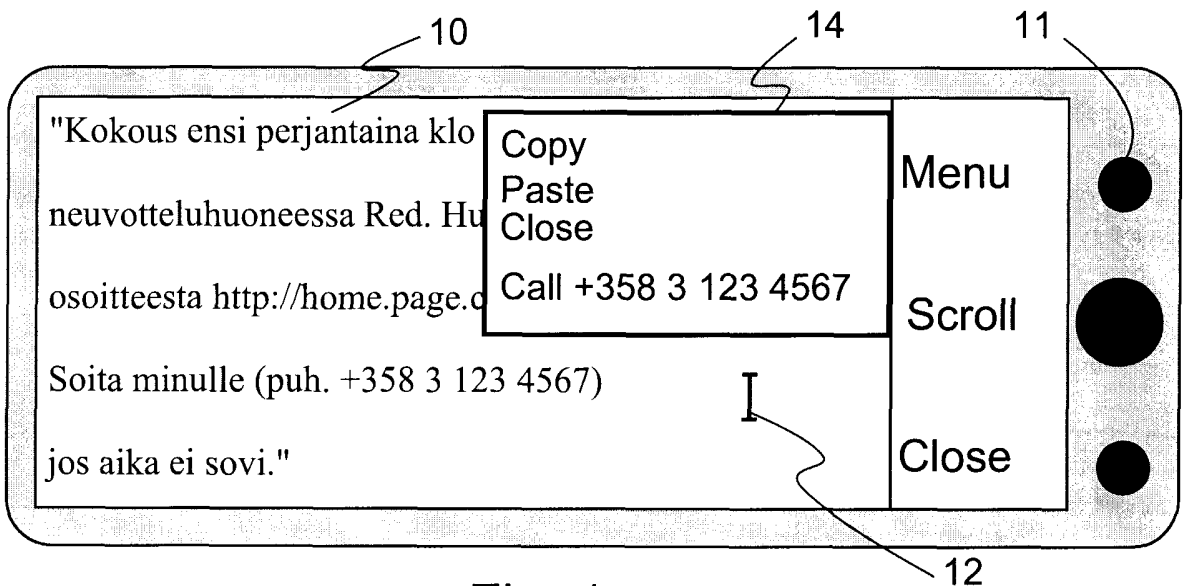 10
14
11
"Kokous ensi perjantaina klo
neuvotteluhuoneessa Red. Hu
osoitteesta http://home.page.c
Soita minulle (puh. +358 3 123 4567)
jos aika ei sovi."
Copy
Paste
Close
Call +358 3 123 4567
Menu
Scroll
Close
12